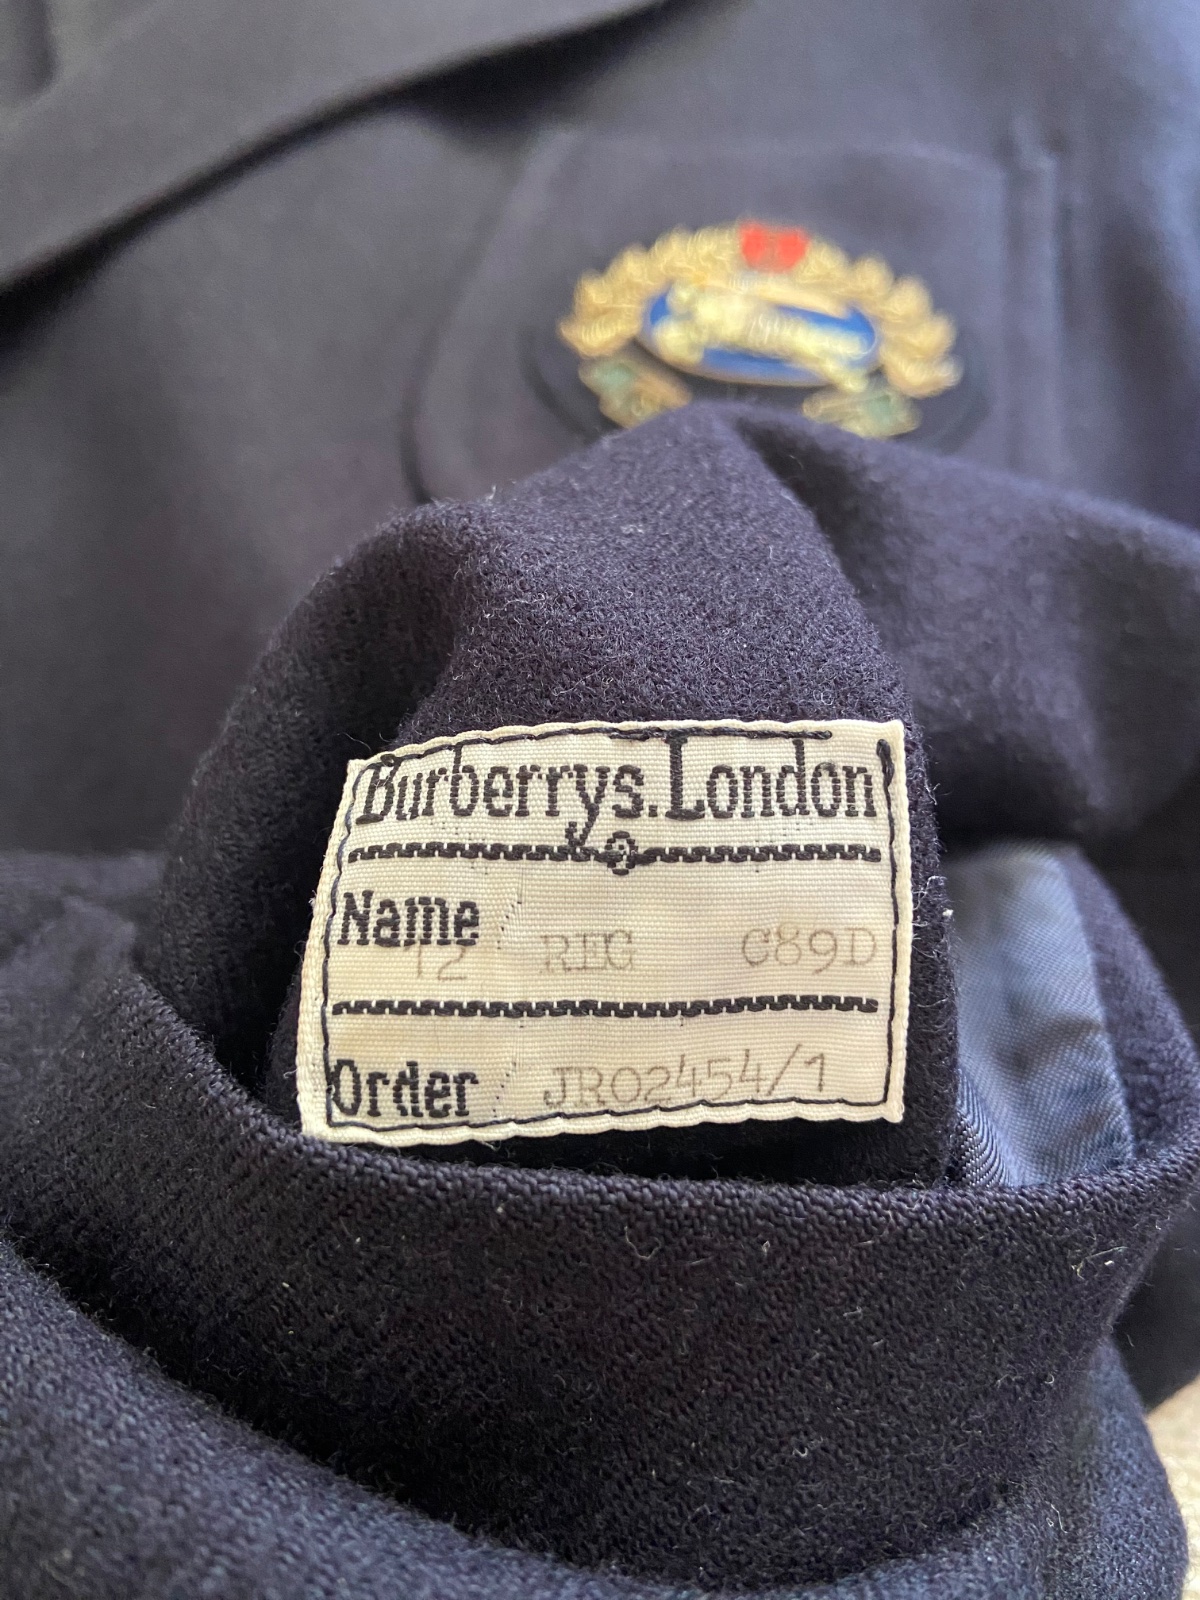 Burberrys. London
Name
12 REG C89D
Order JR02454/1